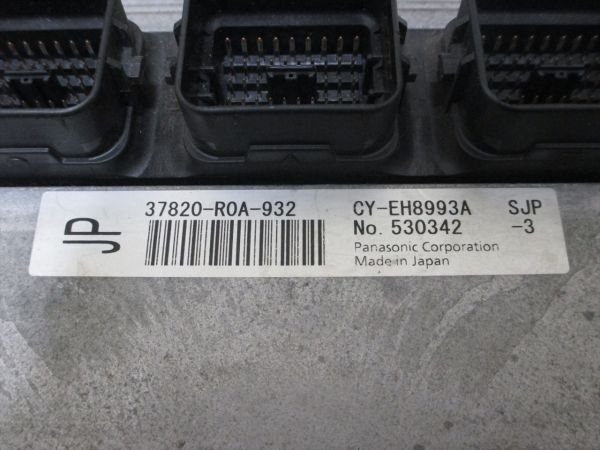 JP
37820-R0A-932
CY-EH8993A SJP
No. 530342 -3
Panasonic Corporation
Made in Japan